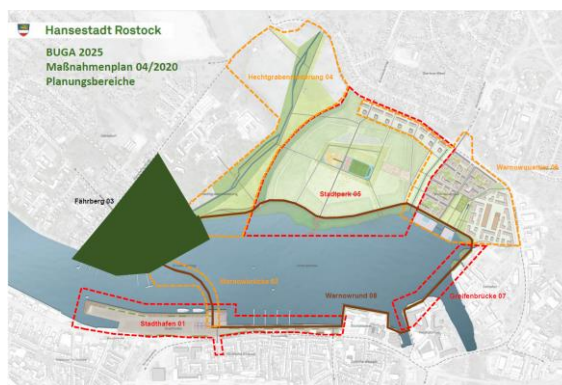 Hansestadt Rostock
BUGA 2025
Maßnahmenplan 04/2020
Planungsbereiche
Hechtgrabenniederung 04
Stadtpark 05
Warnowquartier 06
Fährberg 03
Warnowrund 08
Greifenbrücke 07
Stadthafen 01